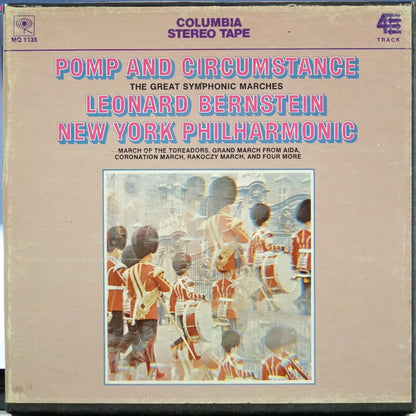 COLUMBIA
STEREO TAPE
MQ 1135
4
TRACK
POMP AND CIRCUMSTANCE
THE GREAT SYMPHONIC MARCHES
LEONARD BERNSTEIN
NEW YORK PHILHARMONIC
MARCH OF THE TOREADORS, GRAND MARCH FROM AIDA,
CORONATION MARCH, RAKOCZY MARCH, AND FOUR MORE